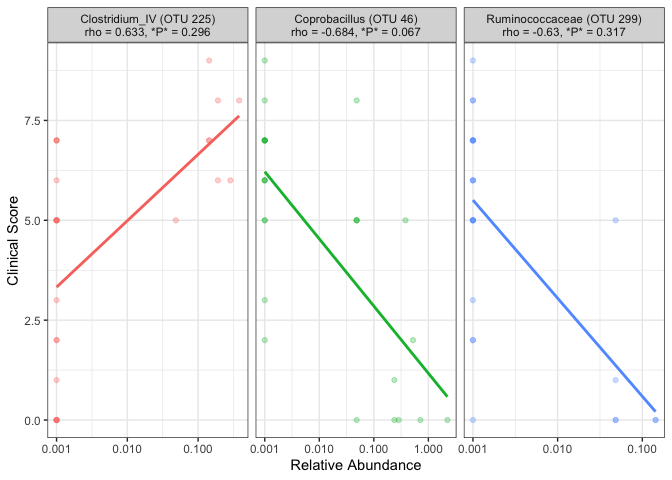 Clostridium_IV (OTU 225)
rho = 0.633, *P* = 0.296
Coprobacillus (OTU 46)
rho = -0.684, *P* = 0.067
Ruminococcaceae (OTU 299)
rho = -0.63, *P* = 0.317
Clinical Score
7.5
5.0
2.5
0.0
0.001 0.010 0.100
0.001 0.010 0.100 1.000
0.001 0.010 0.100
Relative Abundance